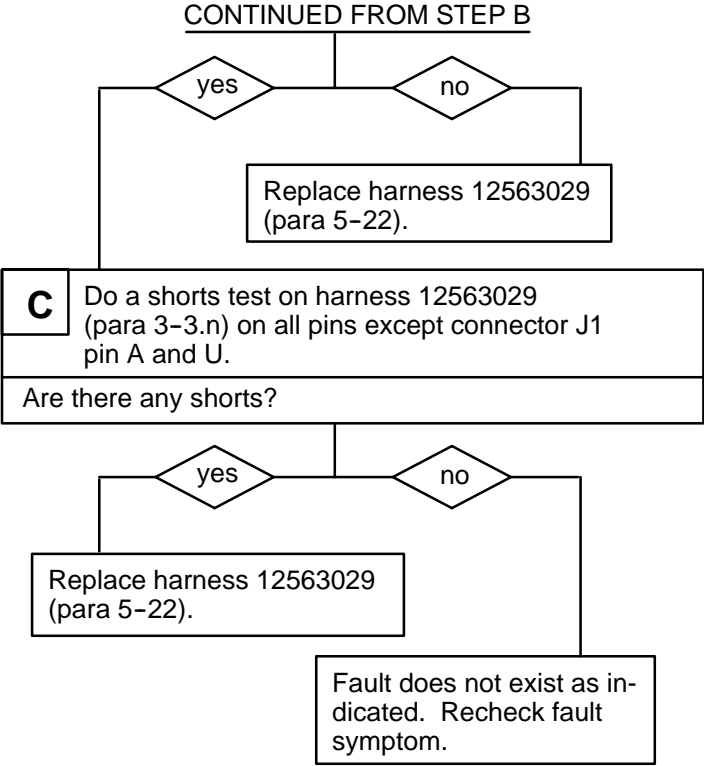 CONTINUED FROM STEP B
yes
no
Replace harness 12563029
(para 5-22).
C
Do a shorts test on harness 12563029
(para 3-3.n) on all pins except connector J1
pin A and U.
Are there any shorts?
yes
no
Replace harness 12563029
(para 5-22).
Fault does not exist as in-
dicated.  Recheck fault
symptom.